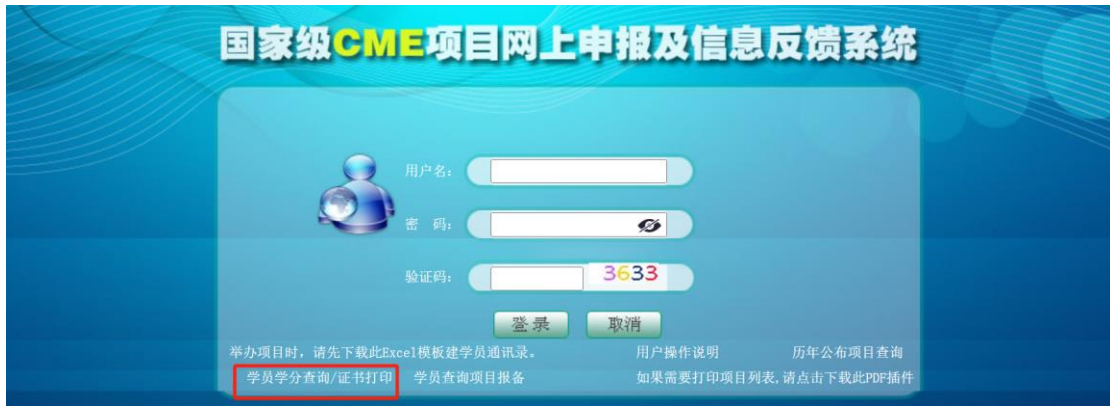 国家级CME项目网上申报及信息反馈系统
用户名：
密 码：
验证码： 3633
登录 取消
举办项目时，请先下载此Excel模板建学员通讯录。 用户操作说明 历年公布项目查询
学员学分查询/证书打印 学员查询项目报备 如果需要打印项目列表,请点击下载此PDF插件